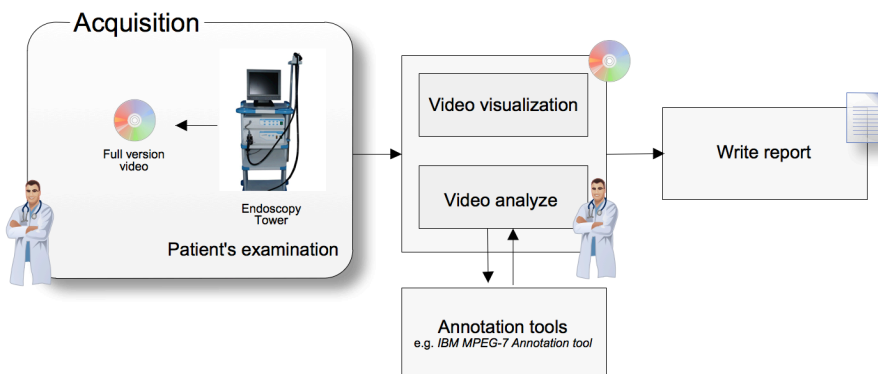 Acquisition
Full version
video
Endoscopy
Tower
Patient's examination
Video visualization
Video analyze
Annotation tools
e.g. IBM MPEG-7 Annotation tool
Write report